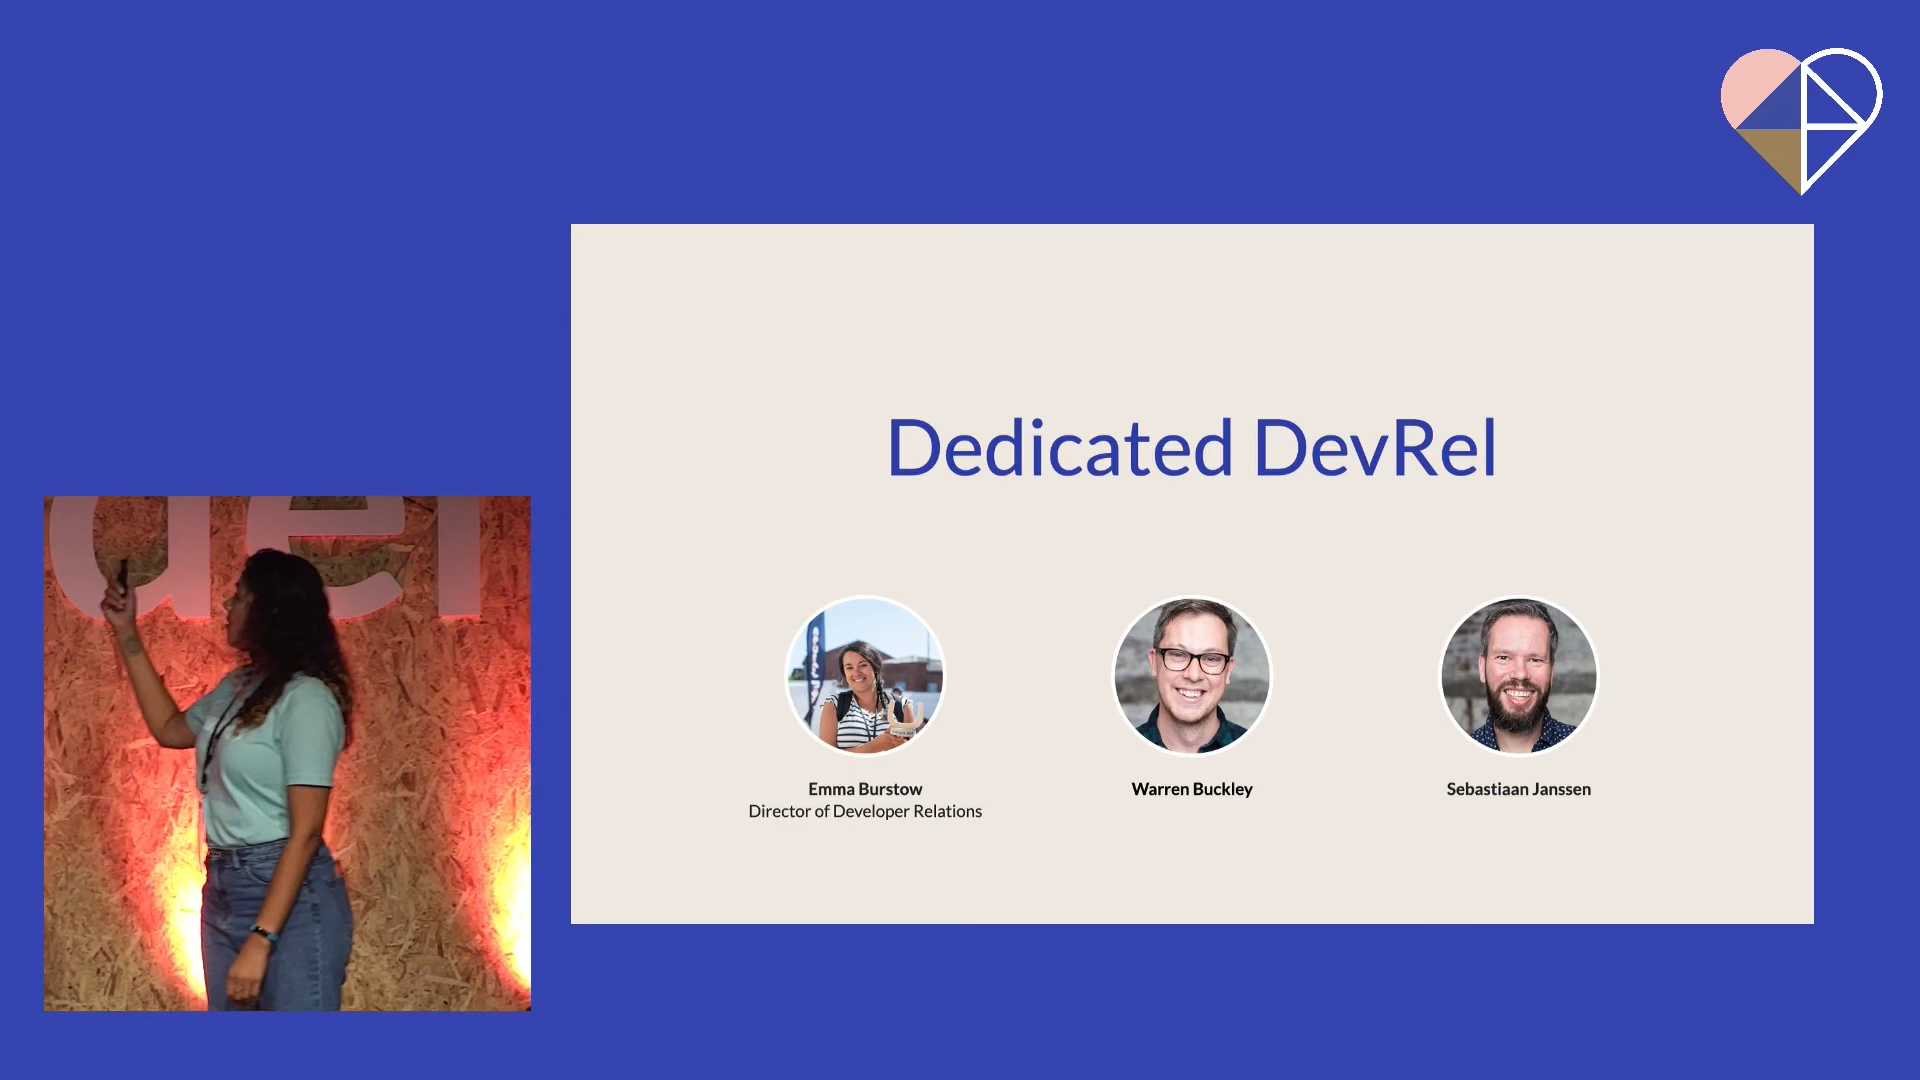 Dedicated DevRel
Emma Burstow
Director of Developer Relations
Warren Buckley
Sebastiaan Janssen